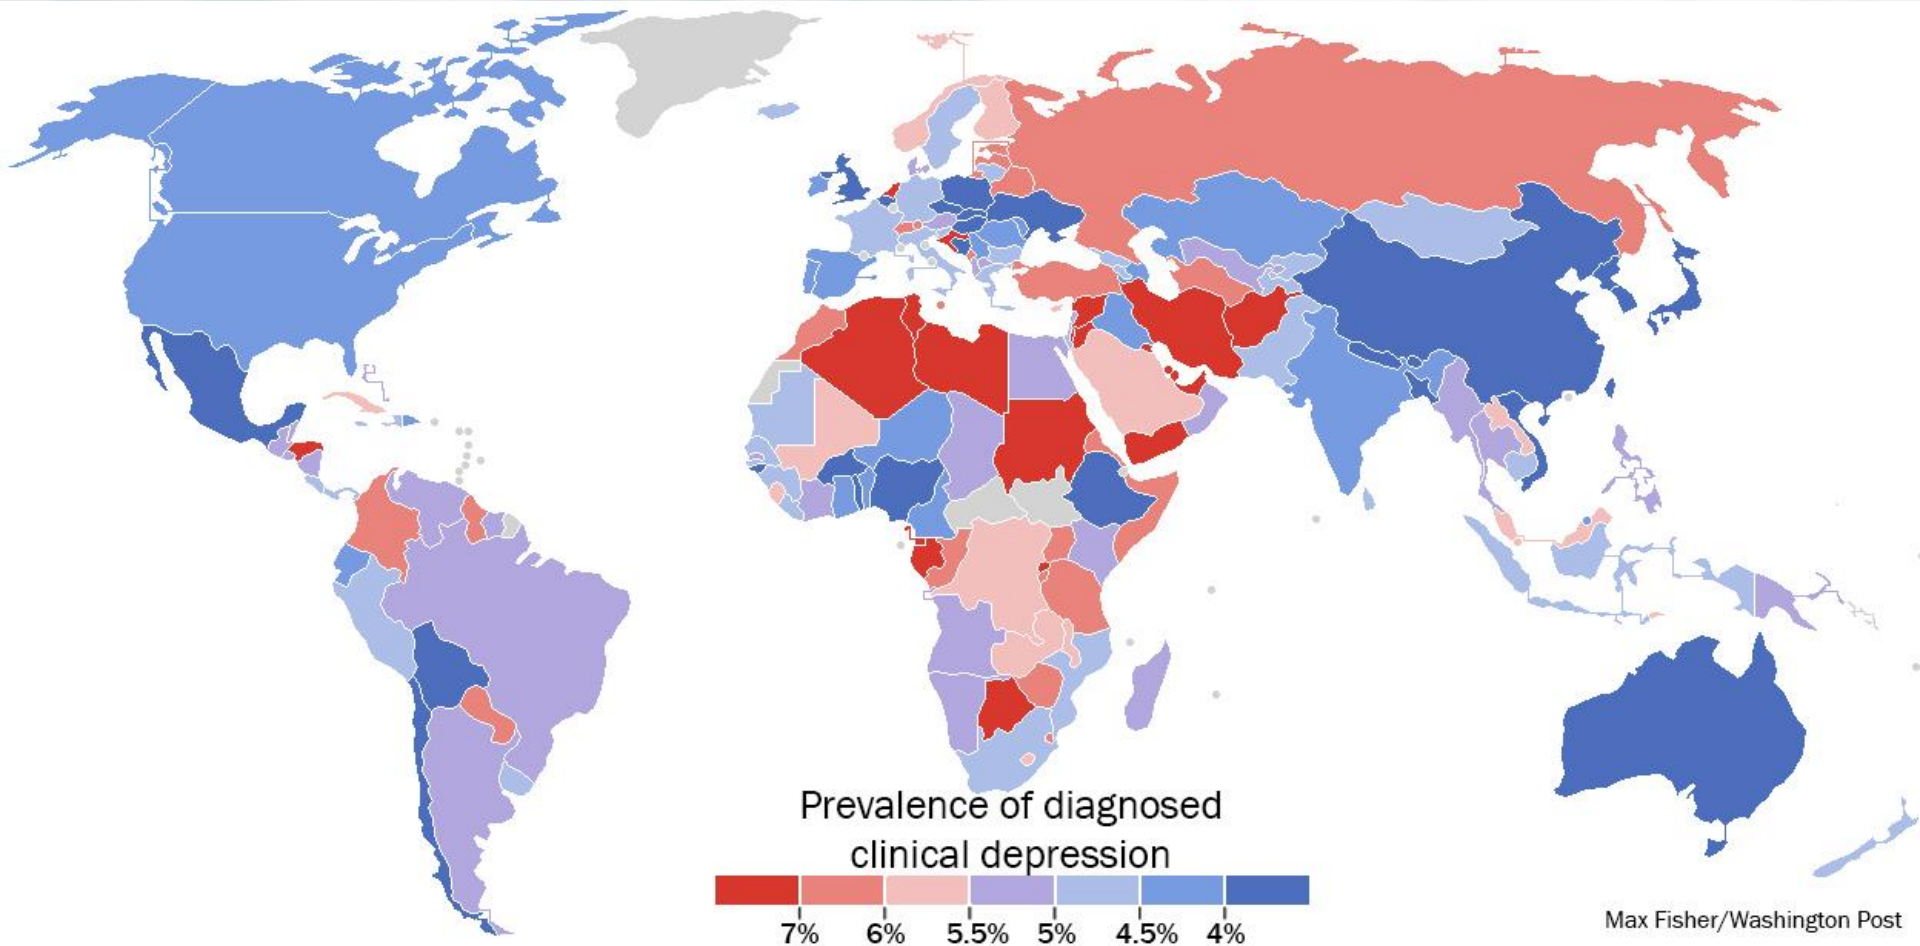 Prevalence of diagnosed
clinical depression
7% 6% 5.5% 5% 4.5% 4%
Max Fisher/Washington Post